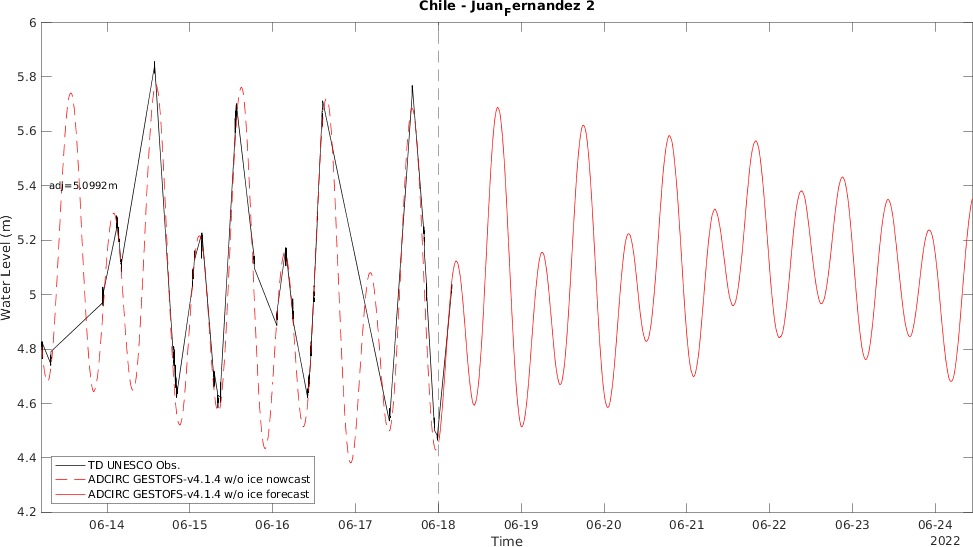 Chile - JuanFernandez 2
6
5.8
5.6
5.4
5.2
5
4.8
4.6
4.4
4.2
Water Level (m)
adj=5.0992m
TD UNESCO Obs.
ADCIRC GESTOFS-v4.1.4 w/o ice nowcast
ADCIRC GESTOFS-v4.1.4 w/o ice forecast
06-14 06-15 06-16 06-17 06-18 06-19 06-20 06-21 06-22 06-23 06-24
Time
2022